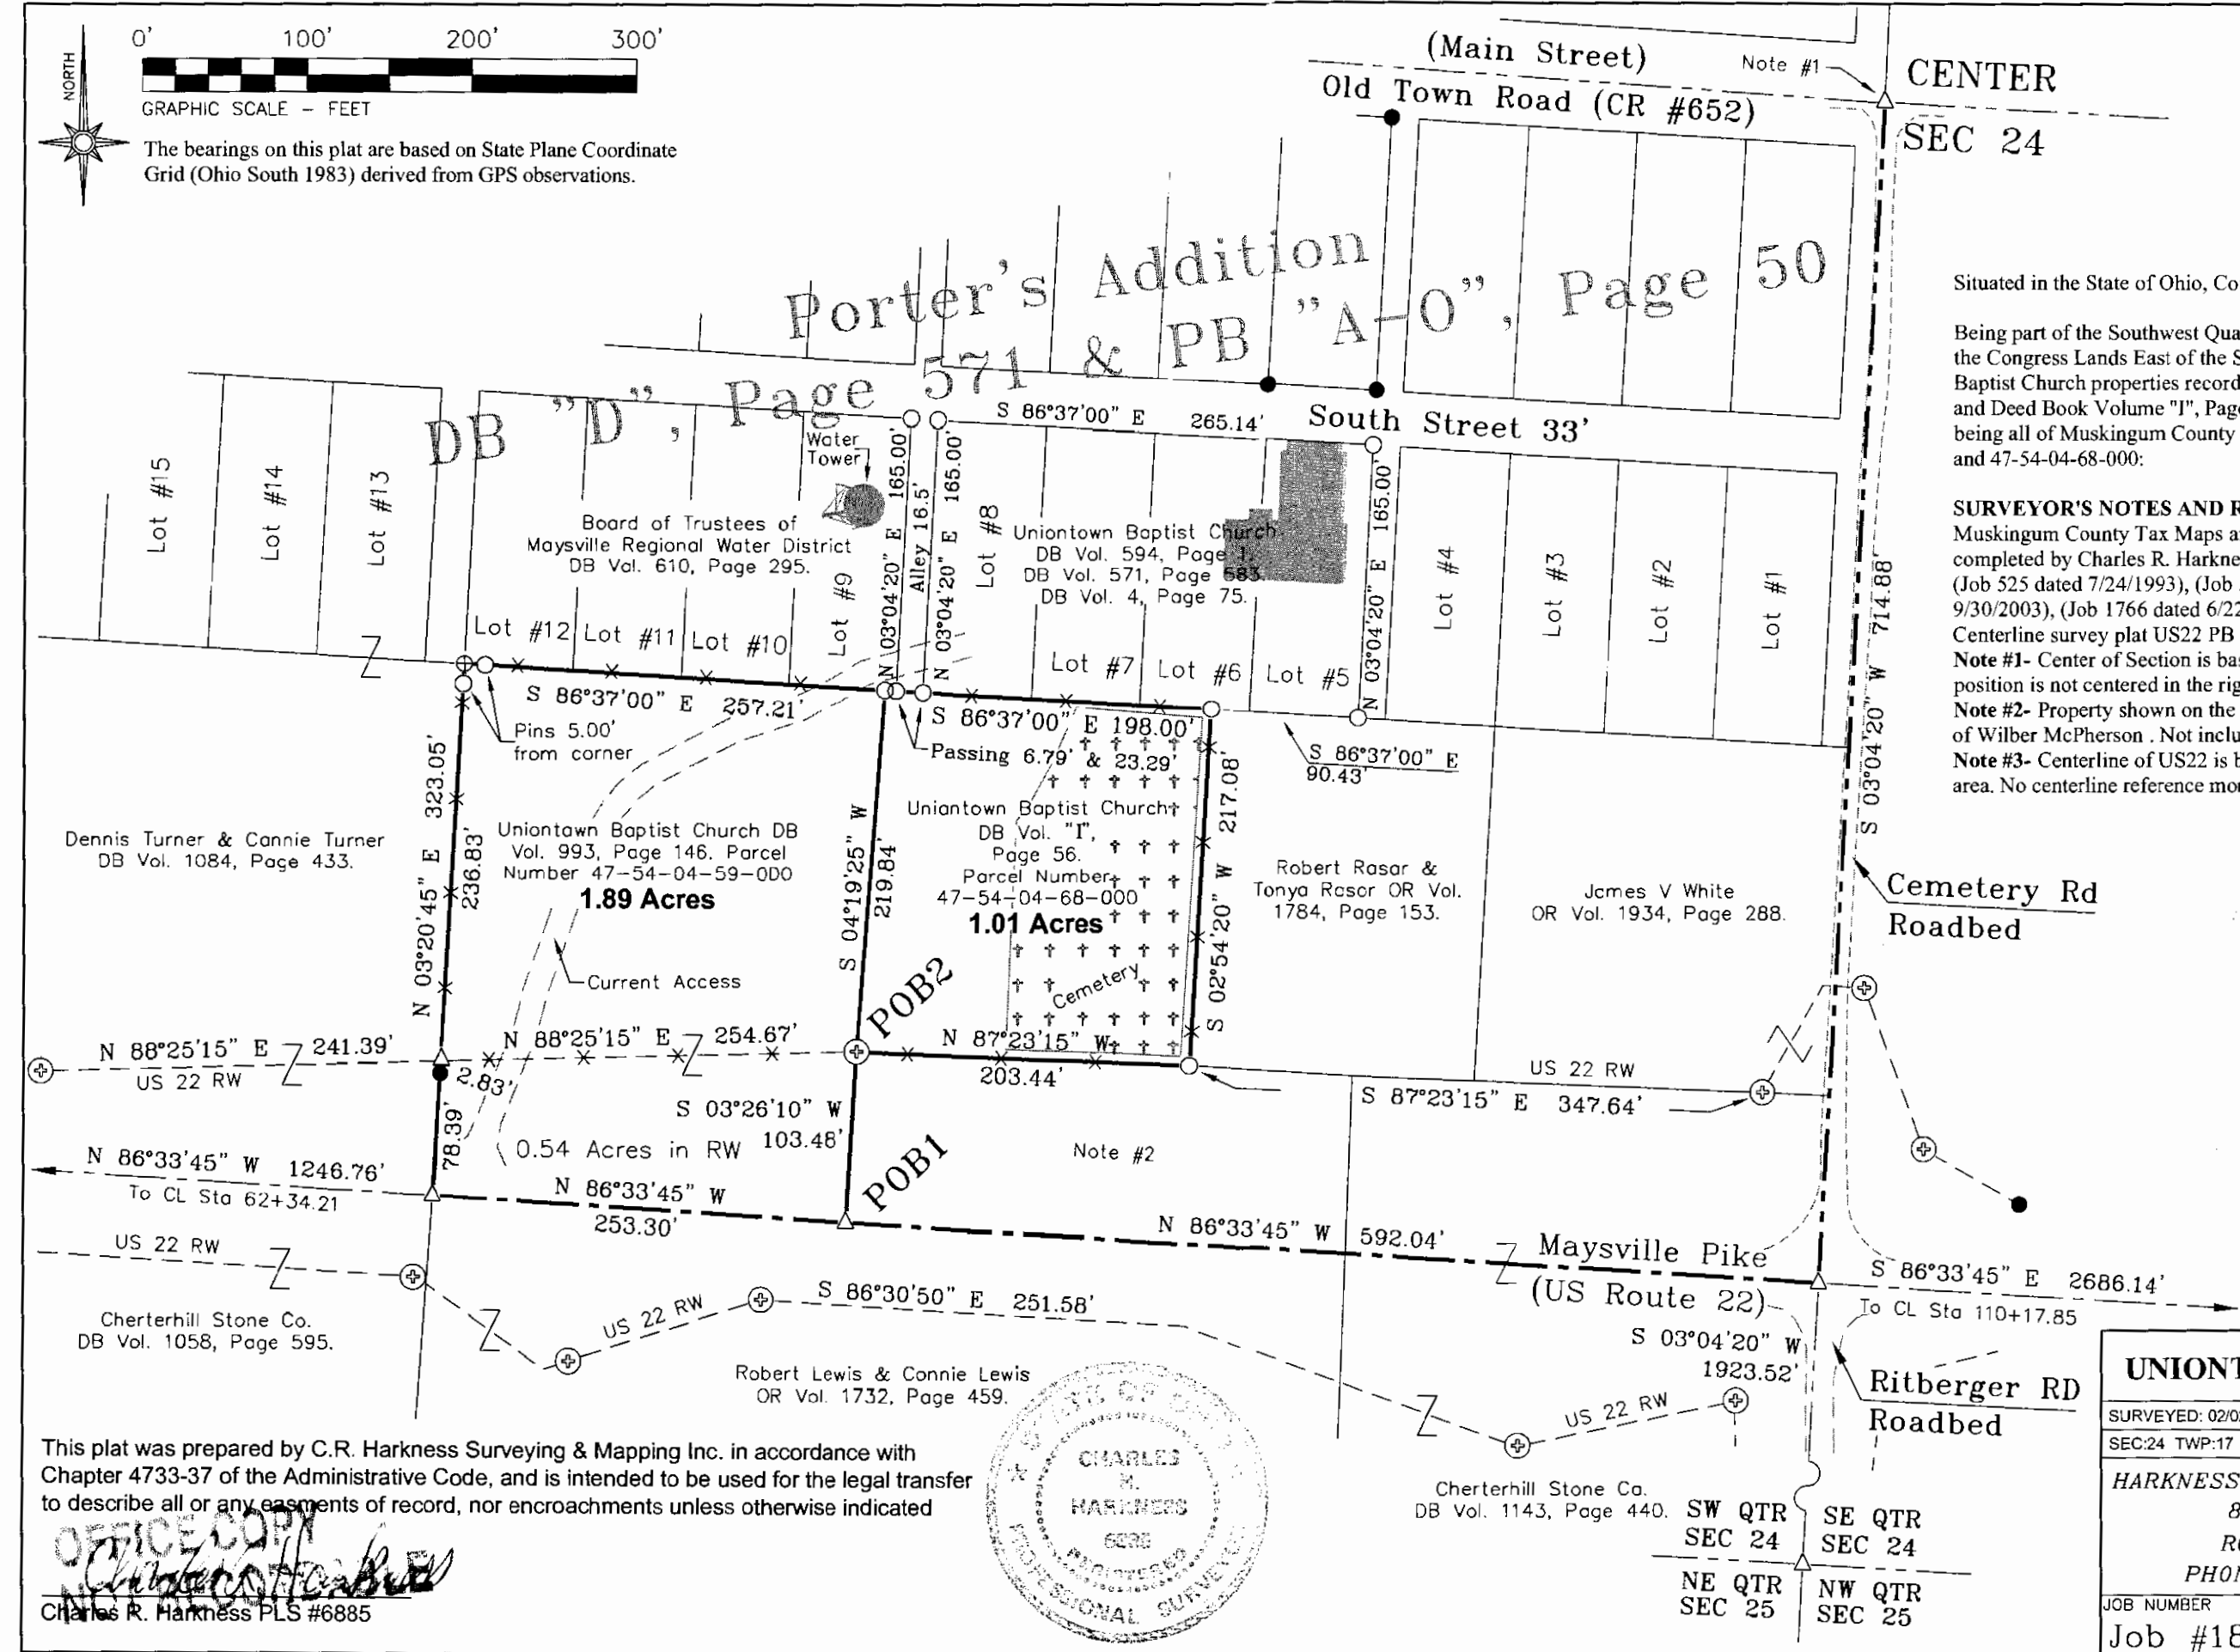 0' 100' 200' 300'
NORTH
GRAPHIC SCALE - FEET
The bearings on this plat are based on State Plane Coordinate
Grid (Ohio South 1983) derived from GPS observations.
(Main Street)
Old Town Road (CR #652)
Note #1
CENTER
SEC 24
Porter's Addition
DB "D", Page 571 & PB "A-O", Page 50
Situated in the State of Ohio, Co
Being part of the Southwest Qua
the Congress Lands East of the S
Baptist Church properties record
and Deed Book Volume "I", Page
being all of Muskingum County
and 47-54-04-68-000:
SURVEYOR'S NOTES AND R
Muskingum County Tax Maps a
completed by Charles R. Harkne
(Job 525 dated 7/24/1993), (Job
9/30/2003), (Job 1766 dated 6/22
Centerline survey plat US22 PB
Note #1- Center of Section is ba
position is not centered in the rig
Note #2- Property shown on the
of Wilber McPherson . Not inclu
Note #3- Centerline of US22 is b
area. No centerline reference mo
S 86°37'00" E 265.14'
South Street 33'
Lot #15
Lot #14
Lot #13
Water
Tower
Board of Trustees of
Maysville Regional Water District
DB Val. 610, Page 295.
Lot #12
Lot #11
Lot #10
Lot #9
N 03°04'20" E 165.00'
Alley 16.5'
N 03°04'20" E 165.00'
Lot #8
Uniontown Baptist Church
DB Vol. 594, Page 1.
DB Vol. 571, Page 683.
DB Vol. 4, Page 75.
Lot #7
Lot #6
Lot #5
N 03°04'20" E 165.00'
Lot #4
Lot #3
Lot #2
Lot #1
S 03°04'20" W 714.88'
S 86°37'00" E 257.21'
Pins 5.00'
from corner
S 86°37'00" E 198.00'
Passing 6.79' & 23.29'
S 86°37'00" E
90.43'
Dennis Turner & Cannie Turner
DB Vol. 1084, Page 433.
N 03°20'45" E 323.05'
236.83'
Uniontawn Baptist Church DB
Vol. 993, Page 146. Parcel
Number 47-54-04-59-000
1.89 Acres
Current Access
S 04°19'25" W
219.84'
Uniantown Baptist Church
DB Vol. "I",
Page 56.
Parcel Number
47-54-04-68-000
1.01 Acres
Cemetery
217.08'
S 02°54'20" W
Robert Rasar &
Tonya Rasor OR Vol.
1784, Page 153.
James V White
OR Vol. 1934, Page 288.
Cemetery Rd
Roadbed
POB2
N 88°25'15" E 241.39'
US 22 RW
N 88°25'15" E 254.67'
2.83'
N 87°23'15" W
203.44'
US 22 RW
S 87°23'15" E 347.64'
78.39'
S 03°26'10" W
103.48'
0.54 Acres in RW
POB1
Note #2
N 86°33'45" W 1246.76'
To CL Sta 62+34.21
N 86°33'45" W
253.30'
N 86°33'45" W 592.04'
Maysville Pike
(US Route 22)
S 86°33'45" E 2686.14'
To CL Sta 110+17.85
US 22 RW
US 22 RW
S 86°30'50" E 251.58'
Cherterhill Stone Co.
DB Vol. 1058, Page 595.
Robert Lewis & Connie Lewis
OR Vol. 1732, Page 459.
S 03°04'20" W
1923.52'
US 22 RW
Ritberger RD
Roadbed
Cherterhill Stone Ca.
DB Vol. 1143, Page 440.
SW QTR
SEC 24
SE QTR
SEC 24
NE QTR
SEC 25
NW QTR
SEC 25
This plat was prepared by C.R. Harkness Surveying & Mapping Inc. in accordance with
Chapter 4733-37 of the Administrative Code, and is intended to be used for the legal transfer
to describe all or any easments of record, nor encroachments unless otherwise indicated
OFFICE COPY
Charles R. Harkness PLS #6885
CHARLES
HARKNESS
REGISTERED
PROFESSIONAL SURVEYOR
UNIONT
SURVEYED: 02/0
SEC:24 TWP:17
HARKNESS
8
R
PHON
JOB NUMBER
Job #18